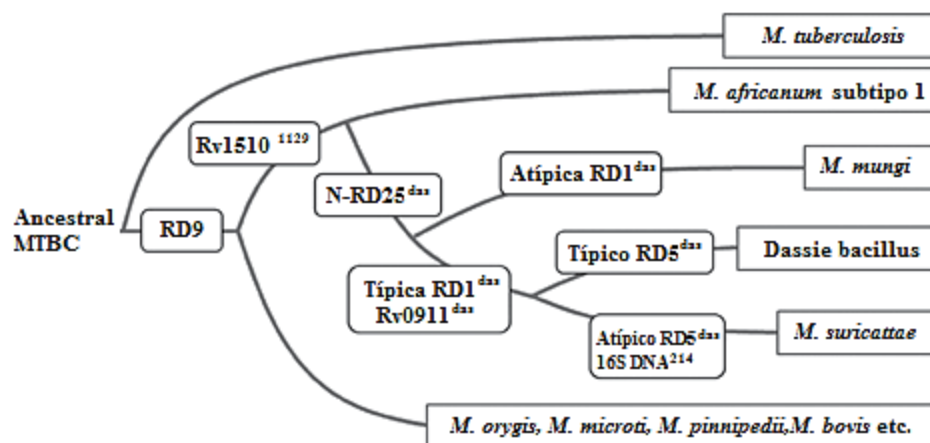 M. tuberculosis
M. africanum subtipo 1
Rv1510 1129
Atípica RD1das
M. mungi
N-RD25das
Ancestral
MTBC
RD9
Típico RD5das
Dassie bacillus
Típica RD1das
Rv0911das
Atípico RD5das
16S DNA214
M. suricattae
M. orygis, M. microti, M. pinnipedii,M. bovis etc.